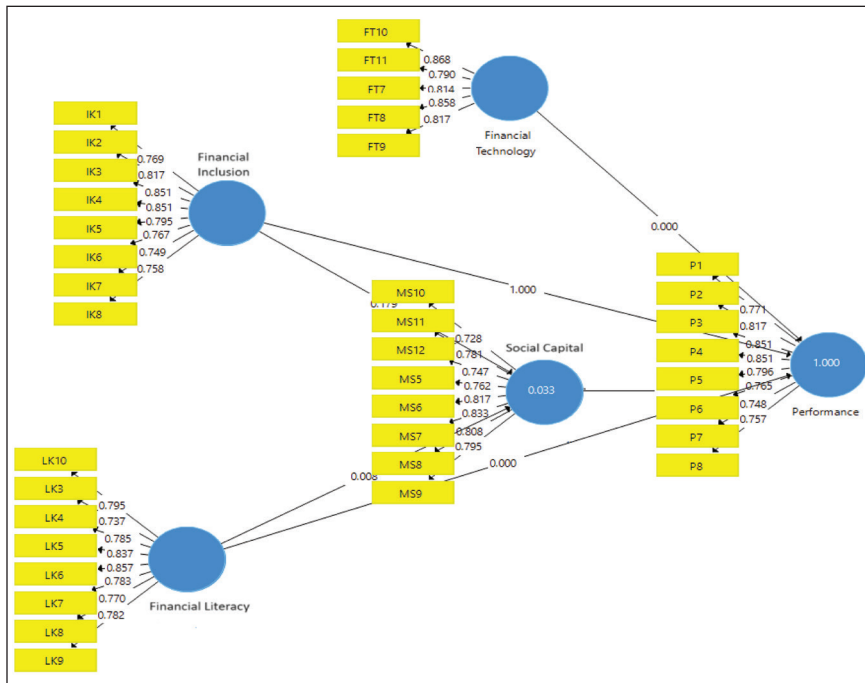 FT10
FT11
FT7
FT8
FT9
0.868
0.790
0.814
0.858
0.817
Financial
Technology
IK1
IK2
IK3
IK4
IK5
IK6
IK7
IK8
0.769
0.817
0.851
0.851
0.795
0.767
0.749
0.758
Financial
Inclusion
0.000
1.000
0.179
MS10
MS11
MS12
MS5
MS6
MS7
MS8
MS9
0.728
0.781
0.747
0.762
0.817
0.833
0.808
0.795
Social Capital
0.033
P1
P2
P3
P4
P5
P6
P7
P8
0.771
0.817
0.851
0.851
0.796
0.765
0.748
0.757
1.000
Performance
0.008
0.000
LK10
LK3
LK4
LK5
LK6
LK7
LK8
LK9
0.795
0.737
0.785
0.837
0.857
0.783
0.770
0.782
Financial Literacy